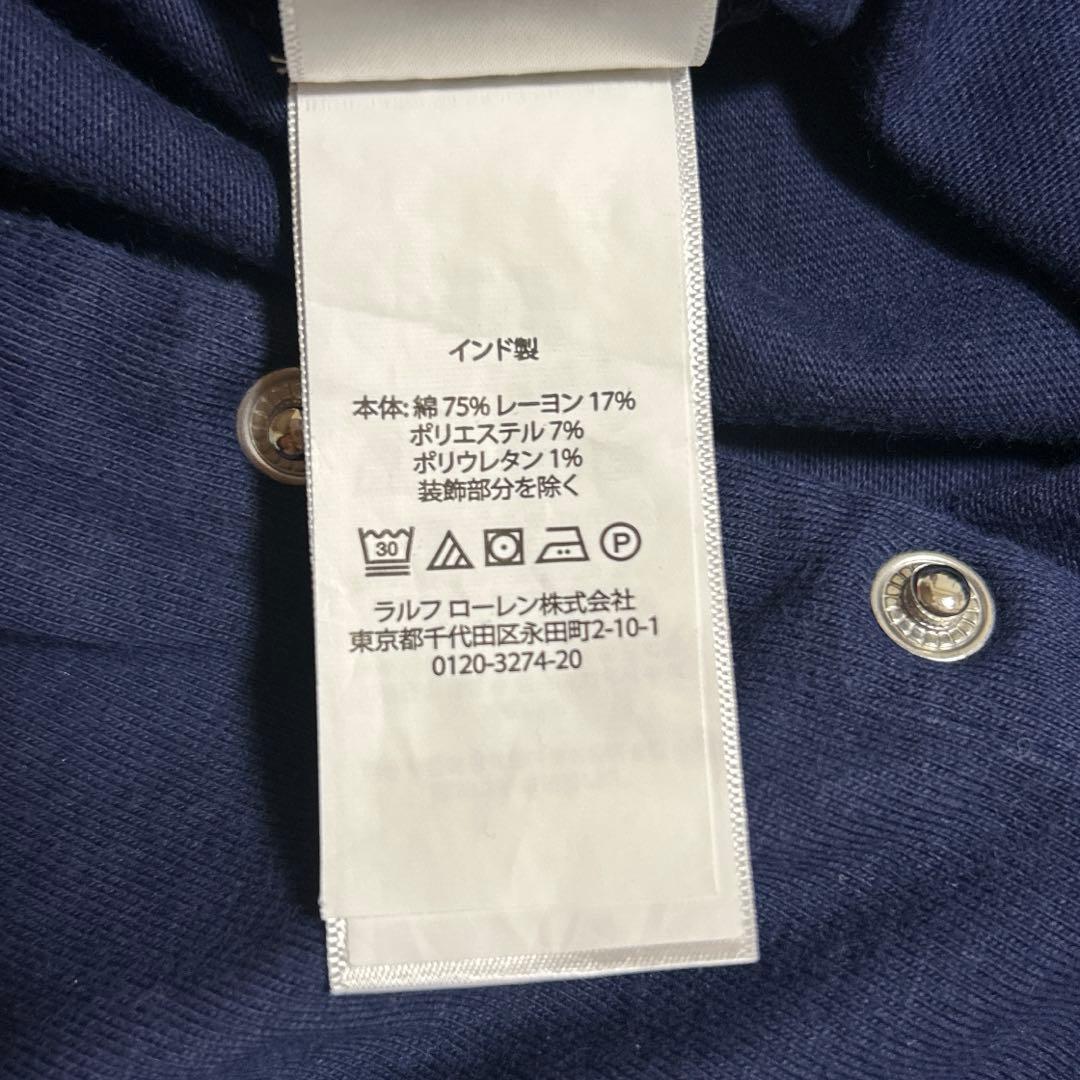 インド製
本体: 綿 75% レーヨン 17%
ポリエステル 7%
ポリウレタン 1%
装飾部分を除く
30 P
ラルフ ローレン株式会社
東京都千代田区永田町2-10-1
0120-3274-20